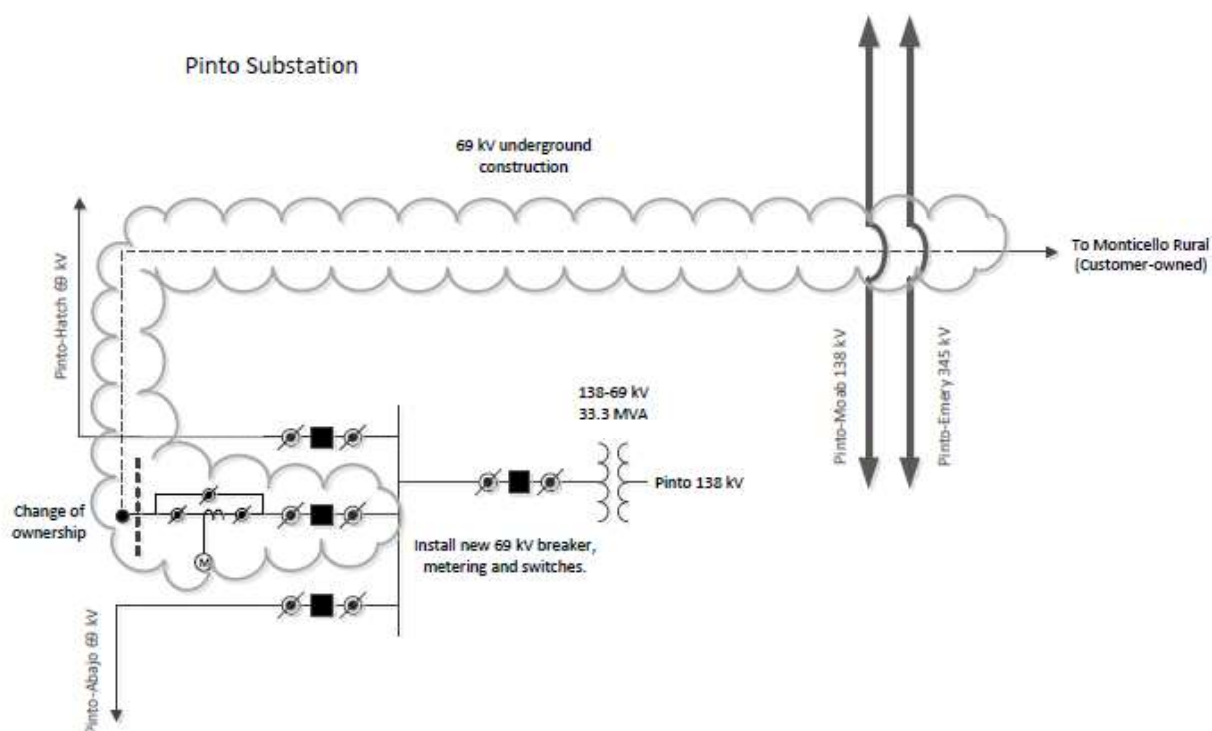 Pinto Substation
69 kV underground
construction
To Monticello Rural
(Customer-owned)
Pinto-Hatch 69 kV
Pinto-Moab 138 kV
Pinto-Emery 345 kV
138-69 kV
33.3 MVA
Pinto 138 kV
Change of
ownership
M
Install new 69 kV breaker,
metering and switches.
Pinto-Abajo 69 kV